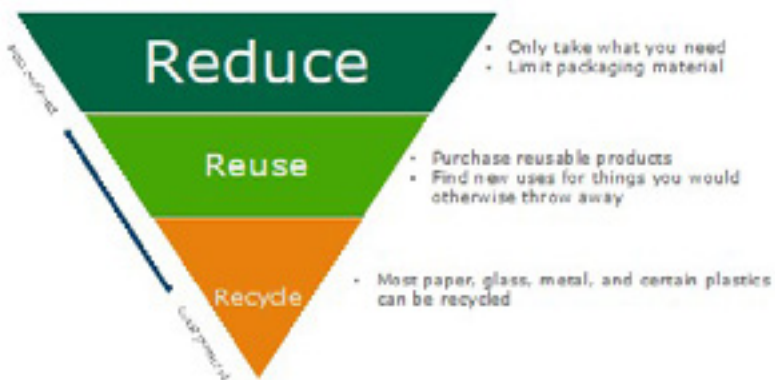 Reduce
• Only take what you need
• Limit packaging material
Reuse
• Purchase reusable products
• Find new uses for things you would
otherwise throw away
Recycle
• Most paper, glass, metal, and certain plastics
can be recycled